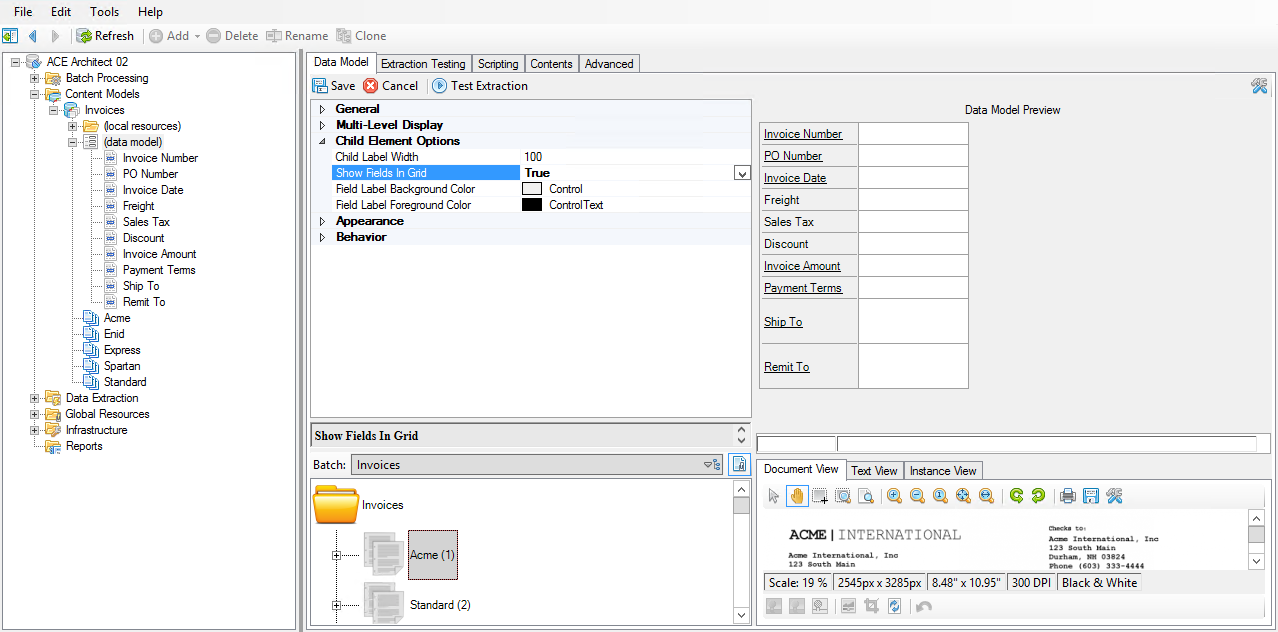 File Edit Tools Help
Refresh Add Delete Rename Clone
ACE Architect 02
Batch Processing
Content Models
Invoices
(local resources)
(data model)
Invoice Number
PO Number
Invoice Date
Freight
Sales Tax
Discount
Invoice Amount
Payment Terms
Ship To
Remit To
Acme
Enid
Express
Spartan
Standard
Data Extraction
Global Resources
Infrastructure
Reports
Data Model Extraction Testing Scripting Contents Advanced
Save Cancel Test Extraction
General
Multi-Level Display
Child Element Options
Child Label Width 100
Show Fields In Grid True
Field Label Background Color Control
Field Label Foreground Color ControlText
Appearance
Behavior
Show Fields In Grid
Batch: Invoices
Invoices
Acme (1)
Standard (2)
Data Model Preview
Invoice Number
PO Number
Invoice Date
Freight
Sales Tax
Discount
Invoice Amount
Payment Terms
Ship To
Remit To
Document View Text View Instance View
ACME|INTERNATIONAL
Acme International, Inc
123 South Main
Checks to:
Acme International, Inc
123 South Main
Durham, NH 03824
Phone (603) 333-4444
Scale: 19 % 2545px x 3285px 8.48" x 10.95" 300 DPI Black & White